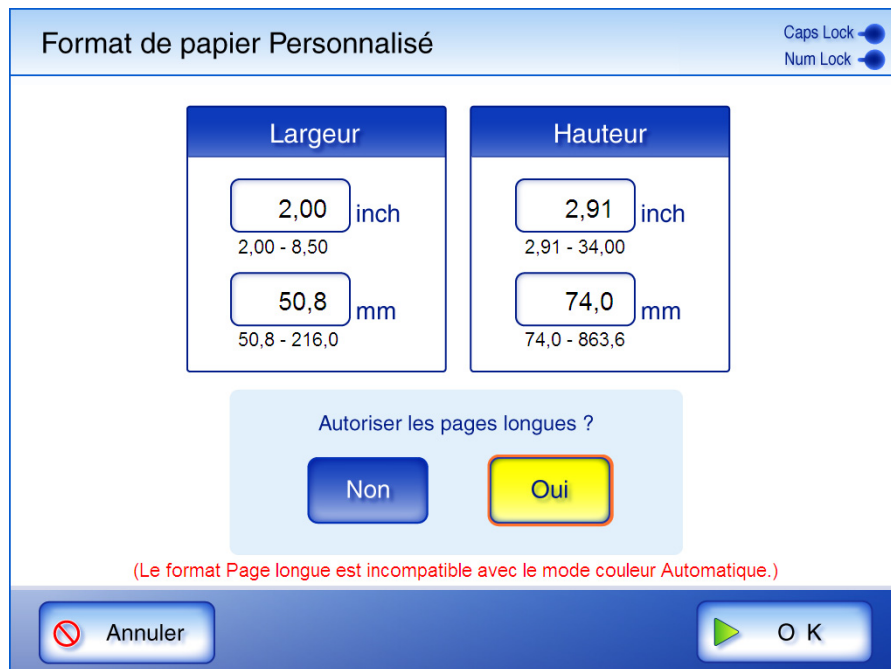 Format de papier Personnalisé
Caps Lock
Num Lock
Largeur
2,00 inch
2,00 - 8,50
50,8 mm
50,8 - 216,0
Hauteur
2,91 inch
2,91 - 34,00
74,0 mm
74,0 - 863,6
Autoriser les pages longues ?
Non Oui
(Le format Page longue est incompatible avec le mode couleur Automatique.)
Annuler O K